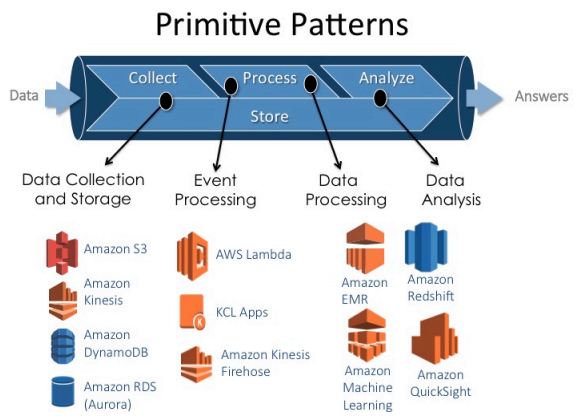 Primitive Patterns
Collect
Process
Analyze
Data
Answers
Store
Data Collection
and Storage
Event
Processing
Data
Processing
Data
Analysis
Amazon S3
Amazon
Kinesis
Amazon
DynamoDB
Amazon RDS
(Aurora)
AWS Lambda
KCL Apps
K
Amazon Kinesis
Firehose
Amazon
EMR
Amazon
Redshift
Amazon
Machine
Learning
Amazon
QuickSight